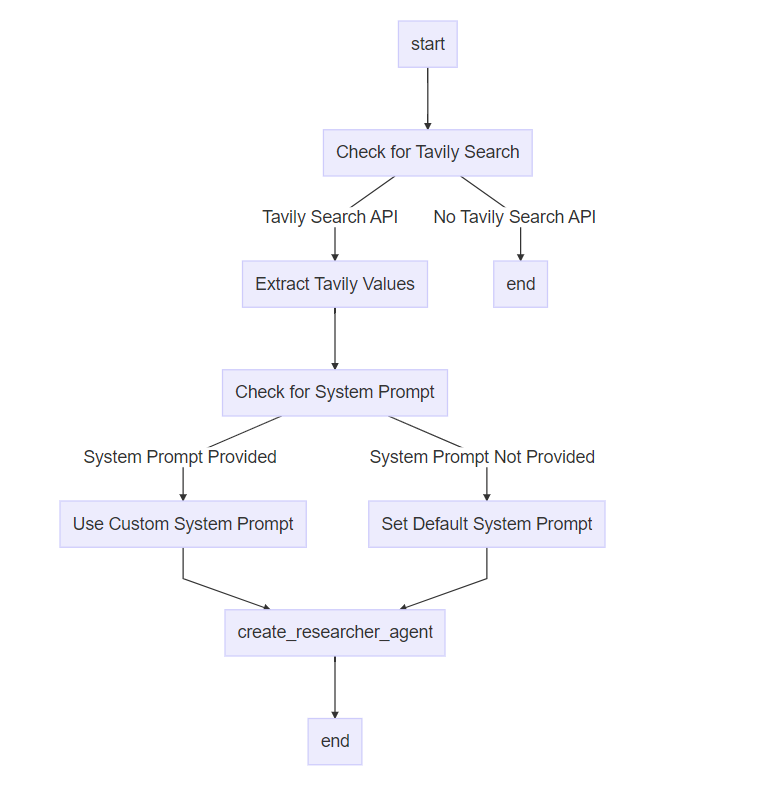 start
Check for Tavily Search
Tavily Search API
No Tavily Search API
Extract Tavily Values
end
Check for System Prompt
System Prompt Provided
System Prompt Not Provided
Use Custom System Prompt
Set Default System Prompt
create_researcher_agent
end